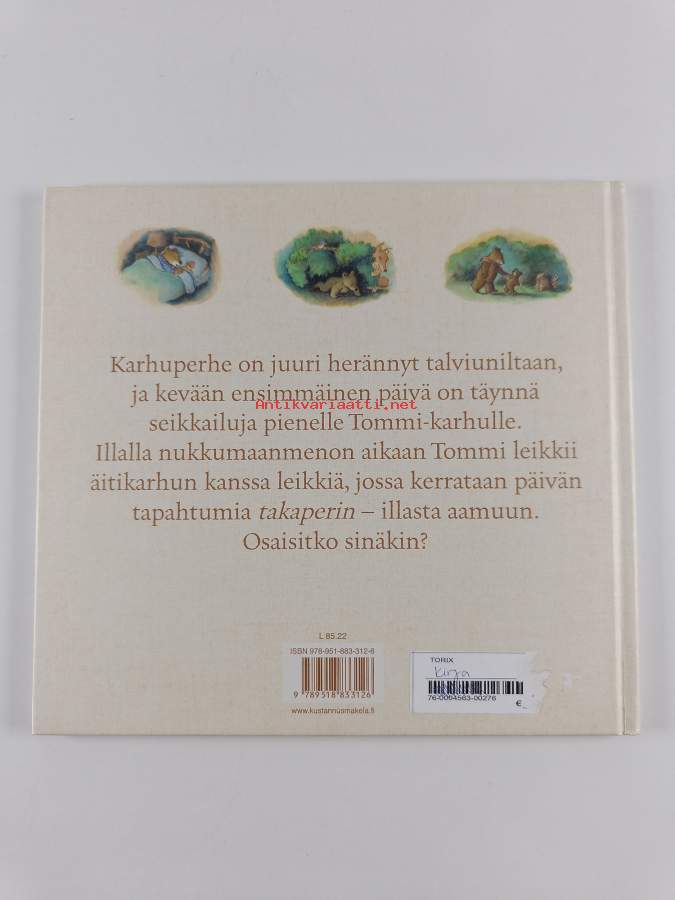 Karhuperhe on juuri herännyt talviuniltaan,
ja kevään ensimmäinen päivä on täynnä
Antikvariaatti.net
seikkailuja pienelle Tommi-karhulle.
Illalla nukkumaanmenon aikaan Tommi leikkii
äitikarhun kanssa leikkiä, jossa kerrataan päivän
tapahtumia takaperin – illasta aamuun.
Osaisitko sinäkin?
L 85.22
ISBN 978-951-883-312-6
9 789518 833126
www.kustannusmakela.fi
TORIX
kirja
76-0064583-00276
€